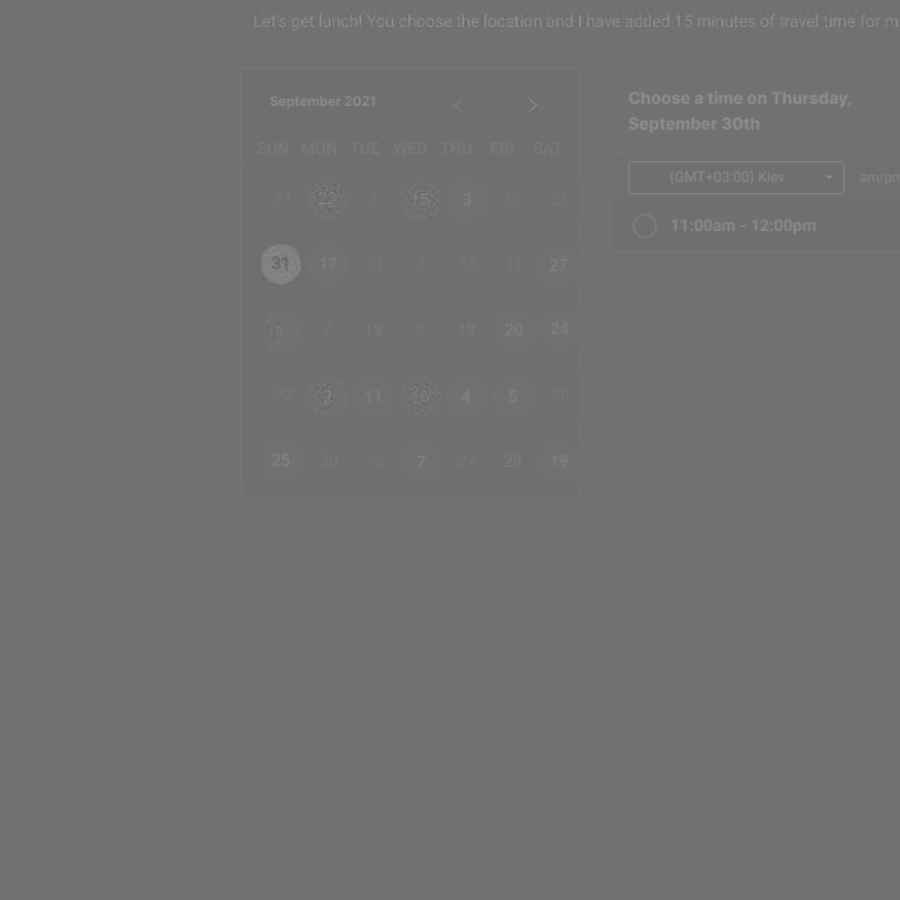 Let's get lunch! You choose the location and I have added 15 minutes of travel time for m
September 2021
SUN MON TUE WED THU FRI SAT
31 22 8 15 3 16 21
31 17 31 3 18 11 27
1 7 19 9 19 20 24
27 2 11 10 4 5 30
25 30 16 7 24 28 19
Choose a time on Thursday,
September 30th
(GMT+03:00) Kiev am/pm
11:00am - 12:00pm